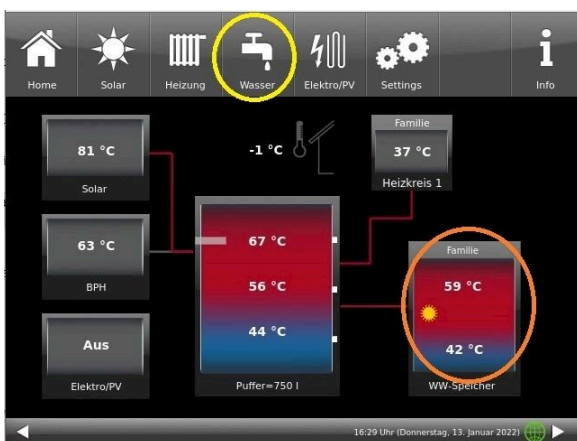 Home Solar Heizung Wasser Elektro/PV Settings Info
-1 °C
81 °C
Solar
Familie
37 °C
Heizkreis 1
63 °C
BPH
67 °C
56 °C
44 °C
Puffer=750 l
Familie
59 °C
42 °C
WW-Speicher
Aus
Elektro/PV
16:29 Uhr (Donnerstag, 13. Januar 2022)